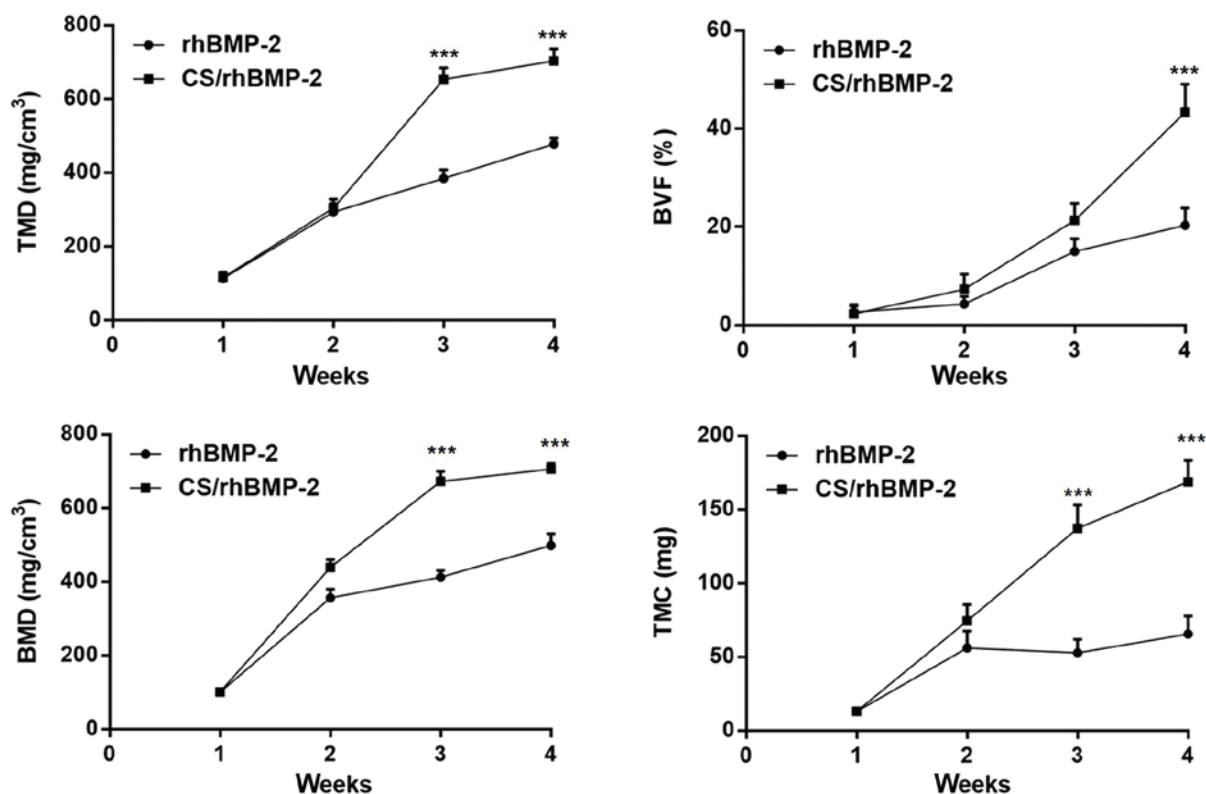 800
600
400
200
0
TMD (mg/cm³)
rhBMP-2
CS/rhBMP-2
***
***
0 1 2 3 4
Weeks
60
40
20
0
BVF (%)
rhBMP-2
CS/rhBMP-2
***
0 1 2 3 4
Weeks
800
600
400
200
0
BMD (mg/cm³)
rhBMP-2
CS/rhBMP-2
***
***
0 1 2 3 4
Weeks
200
150
100
50
0
TMC (mg)
rhBMP-2
CS/rhBMP-2
***
***
0 1 2 3 4
Weeks